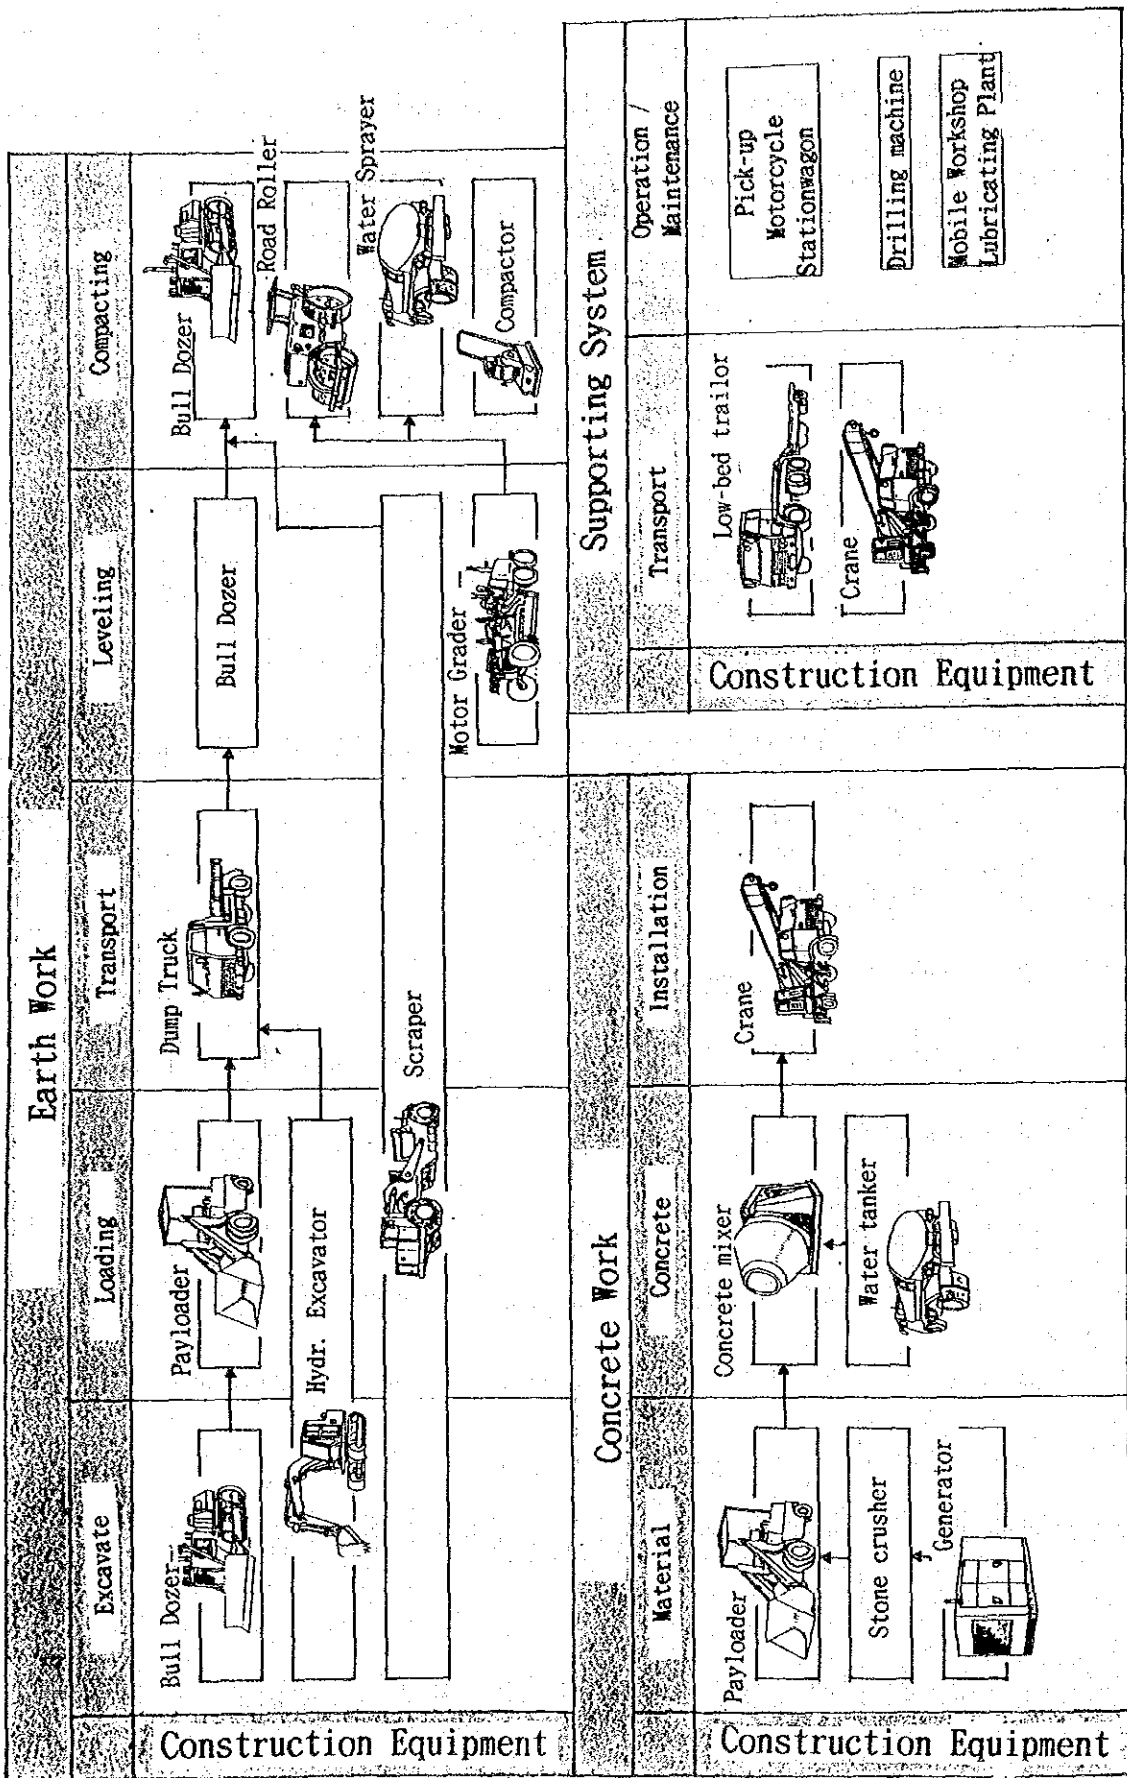 Earth Work
Excavate
Loading
Transport
Leveling
Compacting
Construction Equipment
Bull Dozer
Payloader
Dump Truck
Bull Dozer
Bull Dozer
Hydr. Excavator
Road Roller
Scraper
Water Sprayer
Motor Grader
Compactor
Concrete Work
Material
Concrete
Installation
Construction Equipment
Payloader
Concrete mixer
Crane
Stone crusher
Water tanker
Generator
Supporting System
Transport
Operation /
Maintenance
Construction Equipment
Low-bed trailor
Crane
Pick-up
Motorcycle
Stationwagon
Drilling machine
Mobile Workshop
Lubricating Plant